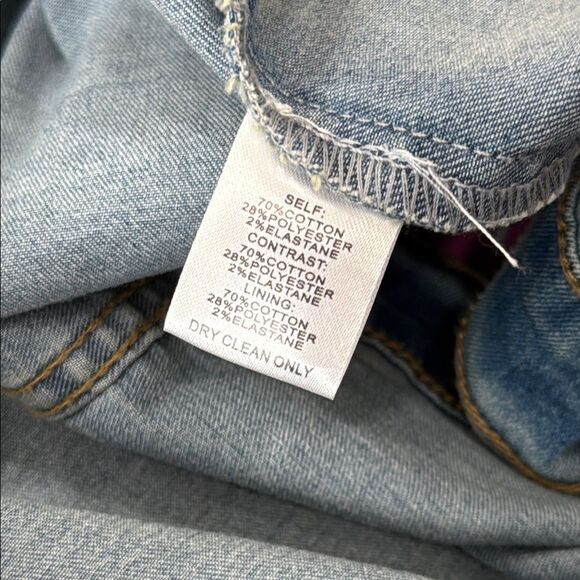 SELF:
70%COTTON
28%POLYESTER
2%ELASTANE
CONTRAST:
70%COTTON
28%POLYESTER
2%ELASTANE
LINING:
70%COTTON
28%POLYESTER
2%ELASTANE
DRY CLEAN ONLY